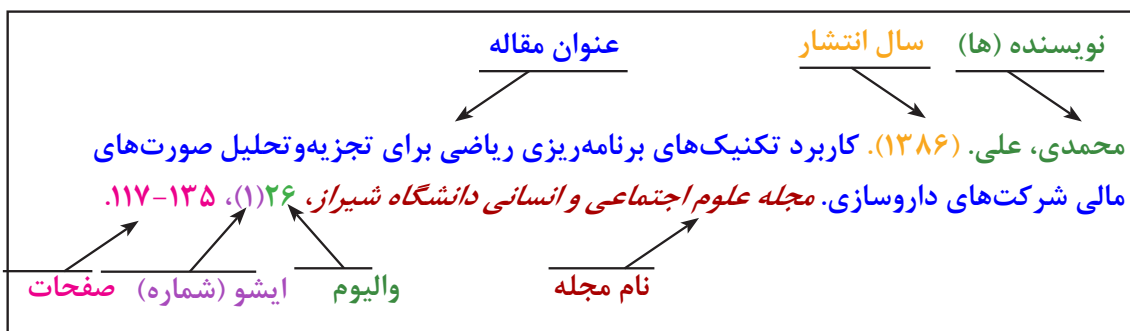 نویسنده (ها) سال انتشار عنوان مقاله
محمدی، علی. (۱۳۸۶). کاربرد تکنیک‌های برنامه‌ریزی ریاضی برای تجزیه‌وتحلیل صورت‌های
مالی شرکت‌های داروسازی. مجله علوم اجتماعی و انسانی دانشگاه شیراز، ۲۶(۱)، ۱۳۵-۱۱۷.
نام مجله والیوم ایشو (شماره) صفحات